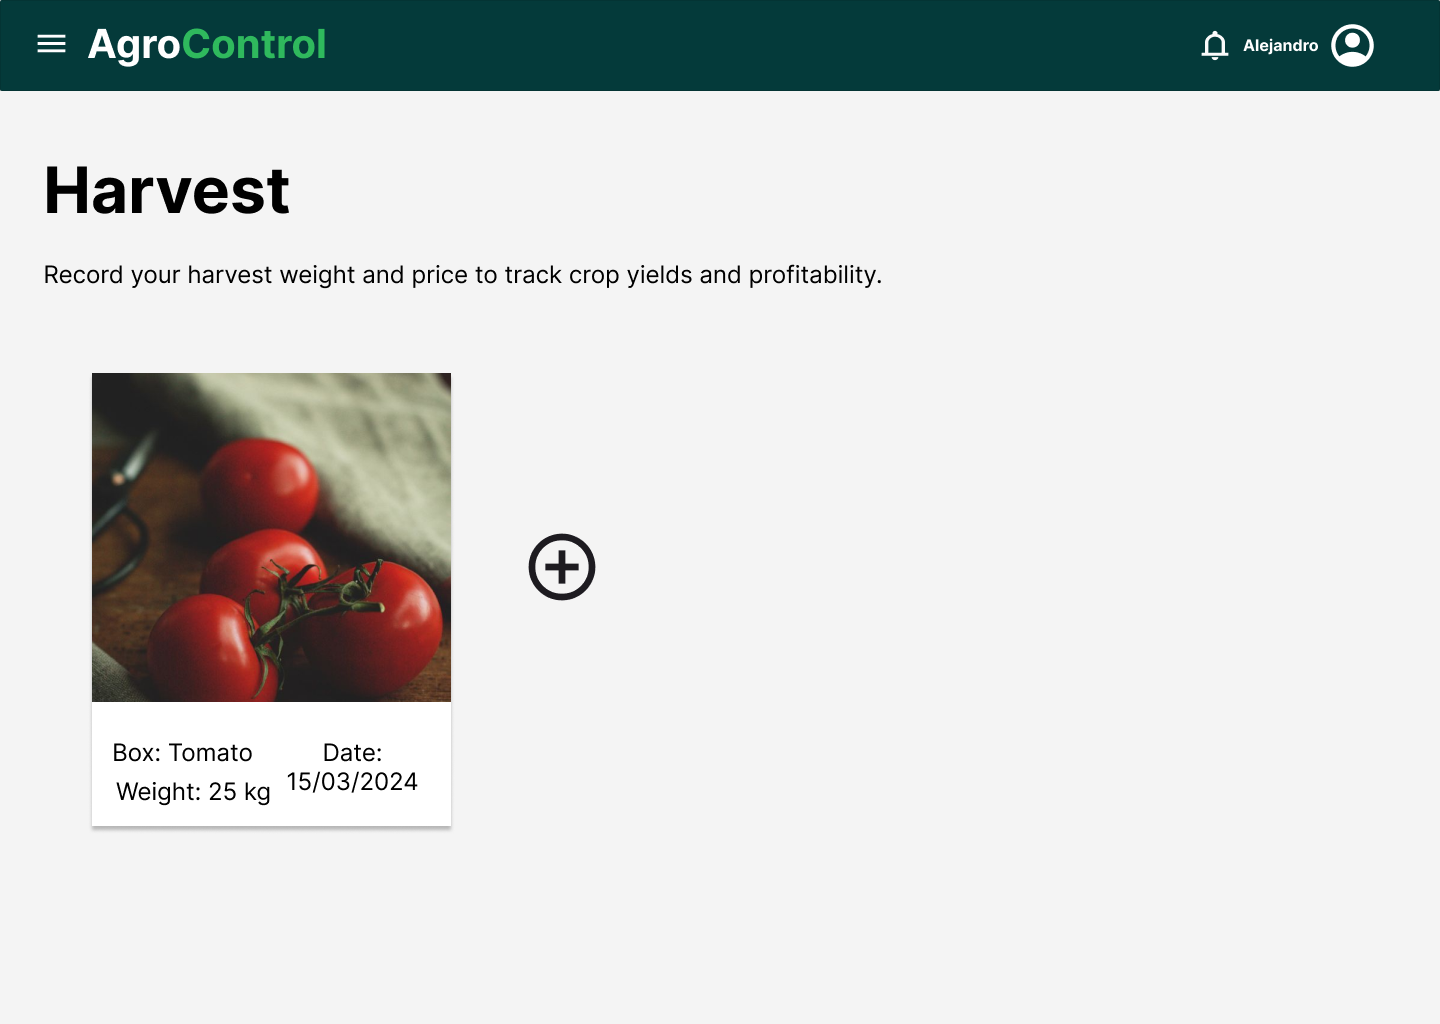 AgroControl
Alejandro
Harvest
Record your harvest weight and price to track crop yields and profitability.
Box: Tomato
Weight: 25 kg
Date:
15/03/2024